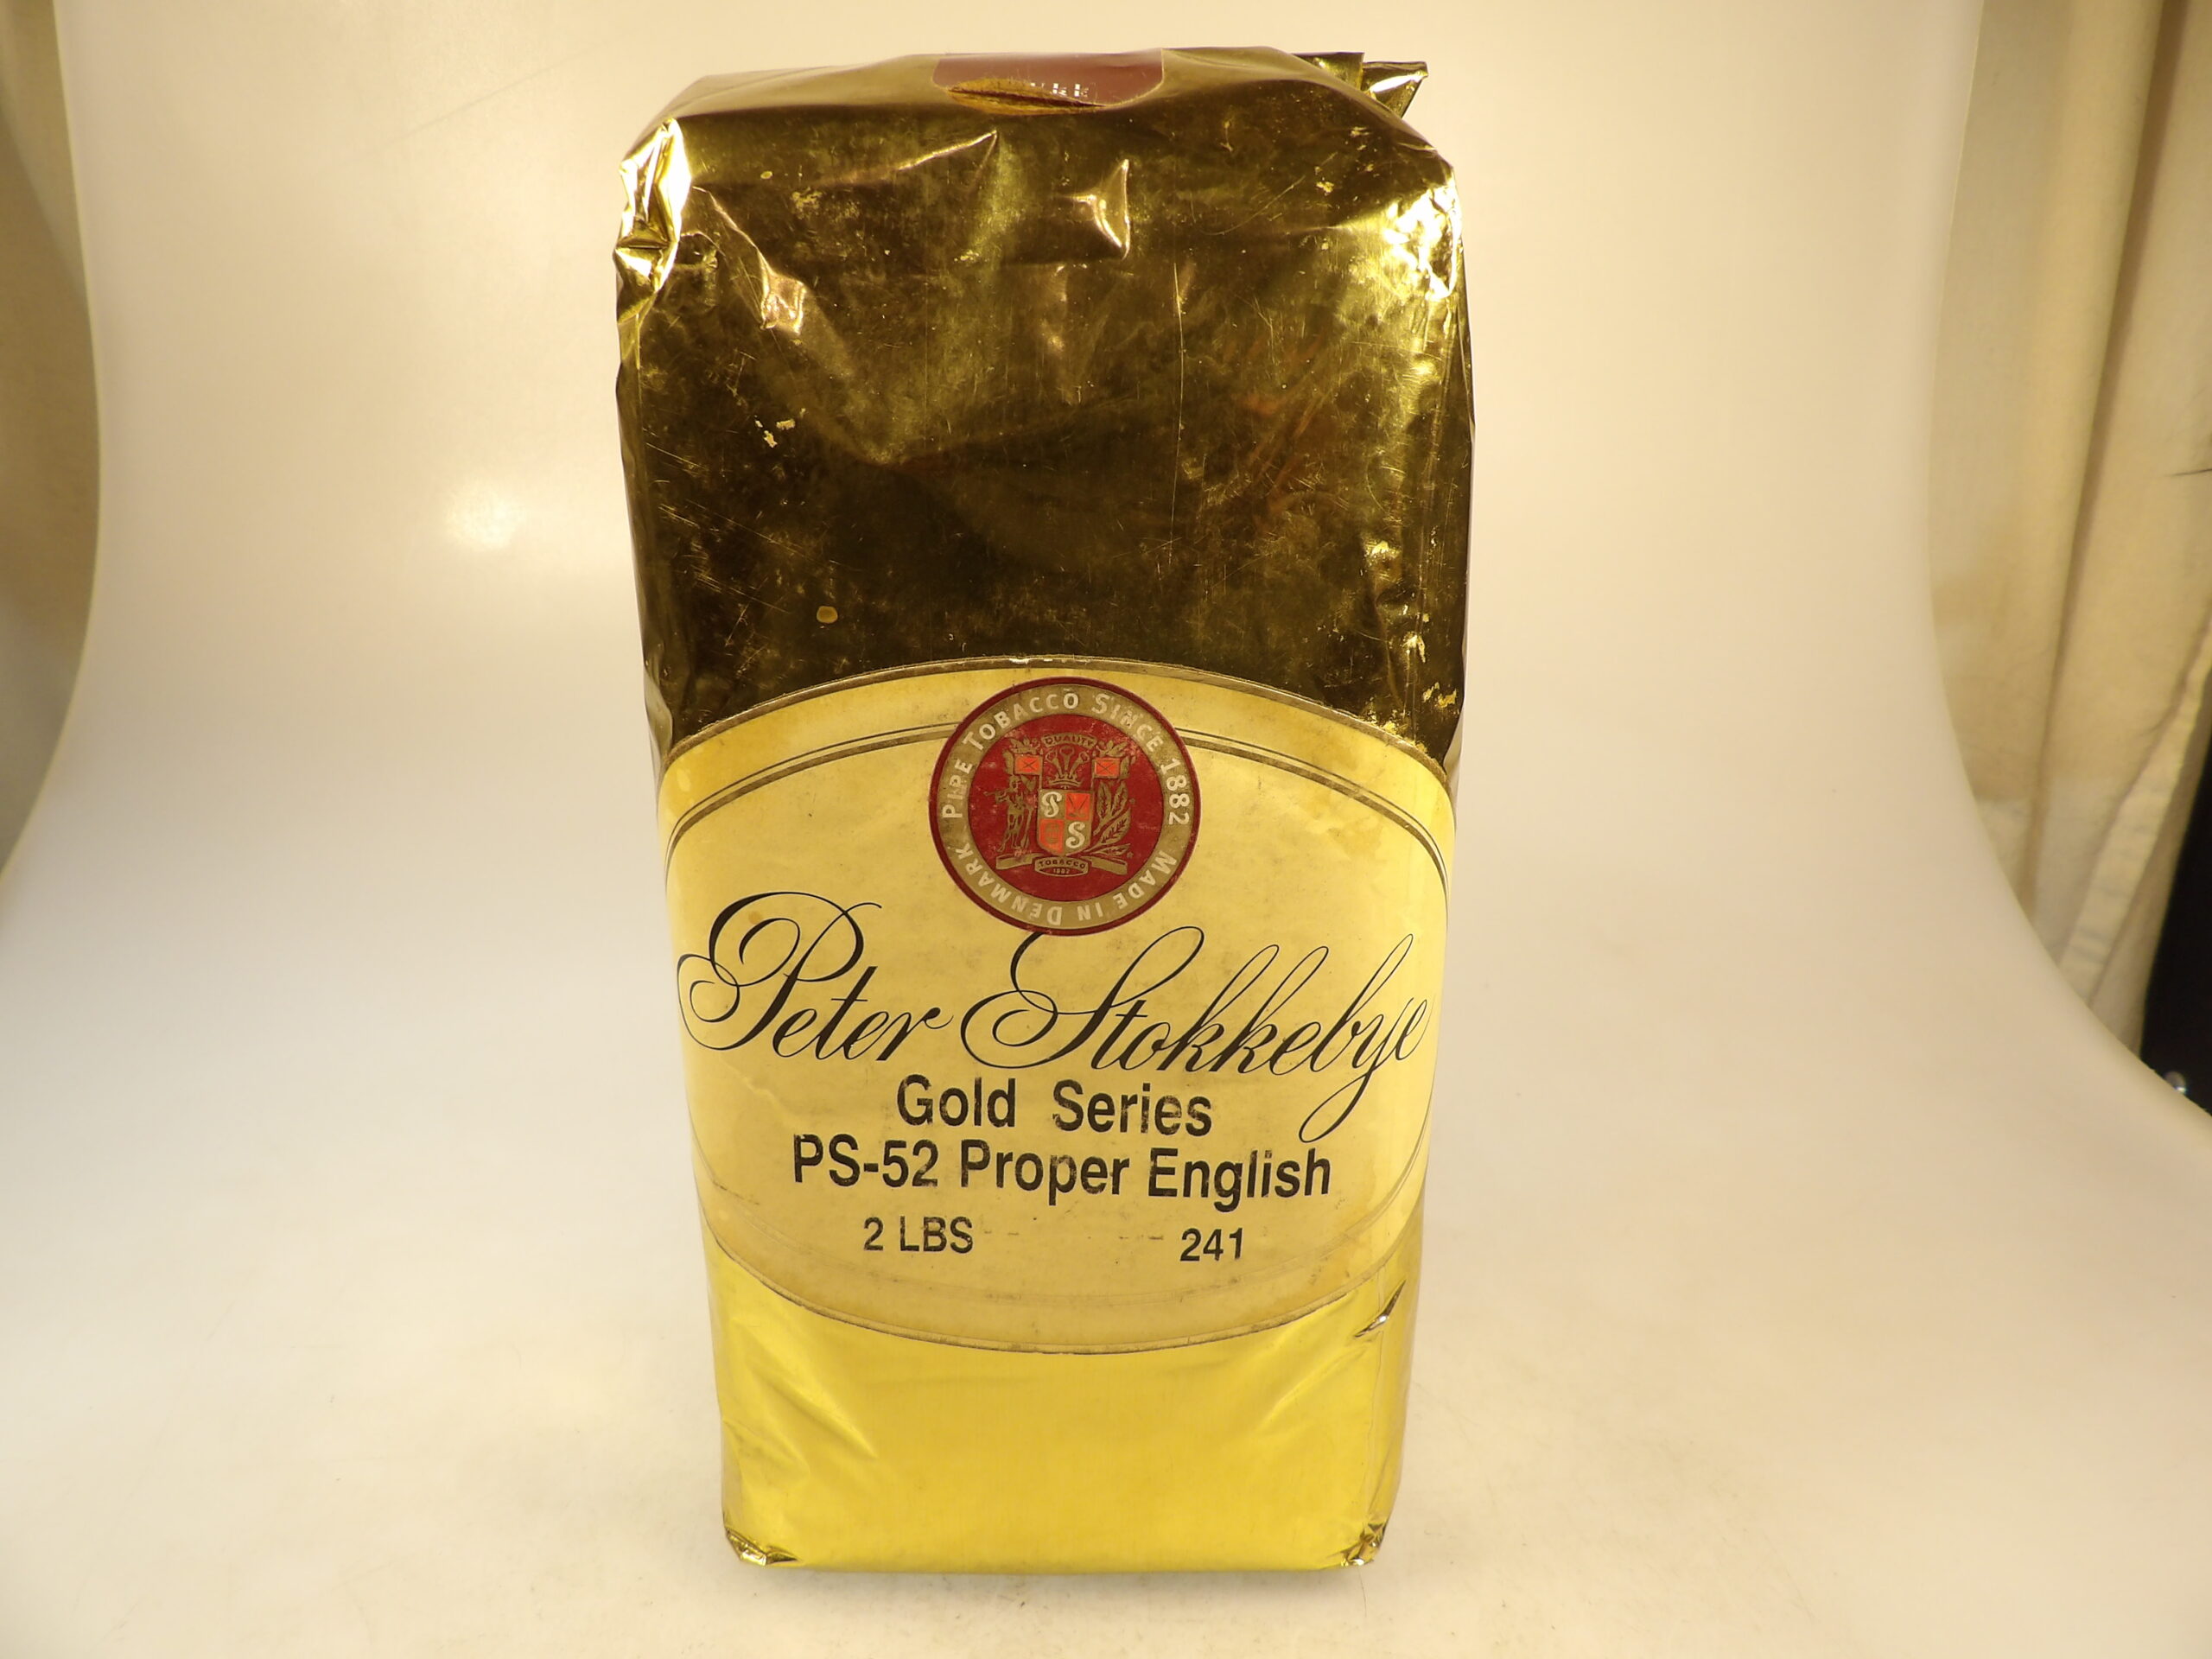 PIPE TOBACCO SINCE 1882 MADE IN DENMARK
QUALITY
S
S
TOBACCO
1882
Peter Stokkebye
Gold Series
PS-52 Proper English
2 LBS 241